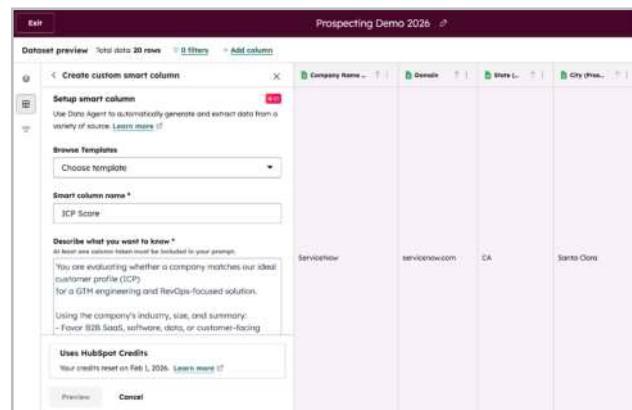 Exit
Prospecting Demo 2026
Dataset preview Total data 20 rows 0 filters Add column
Create custom smart column
Setup smart column
Use Data Agent to automatically generate and extract data from a
variety of source. Learn more
Browse Templates
Choose template
Smart column name *
ICP Score
Describe what you want to know *
At least one column token must be included in your prompt.
You are evaluating whether a company matches our ideal
customer profile (ICP)
for a GTM engineering and RevOps-focused solution.
Using the company's industry, size, and summary:
- Favor B2B SaaS, software, data, or customer-facing
Uses HubSpot Credits
Your credits reset on Feb 1, 2026. Learn more
Preview Cancel
Company Name ... Domain State (... City (Proe...
ServiceNow servicenow.com CA Santa Clara